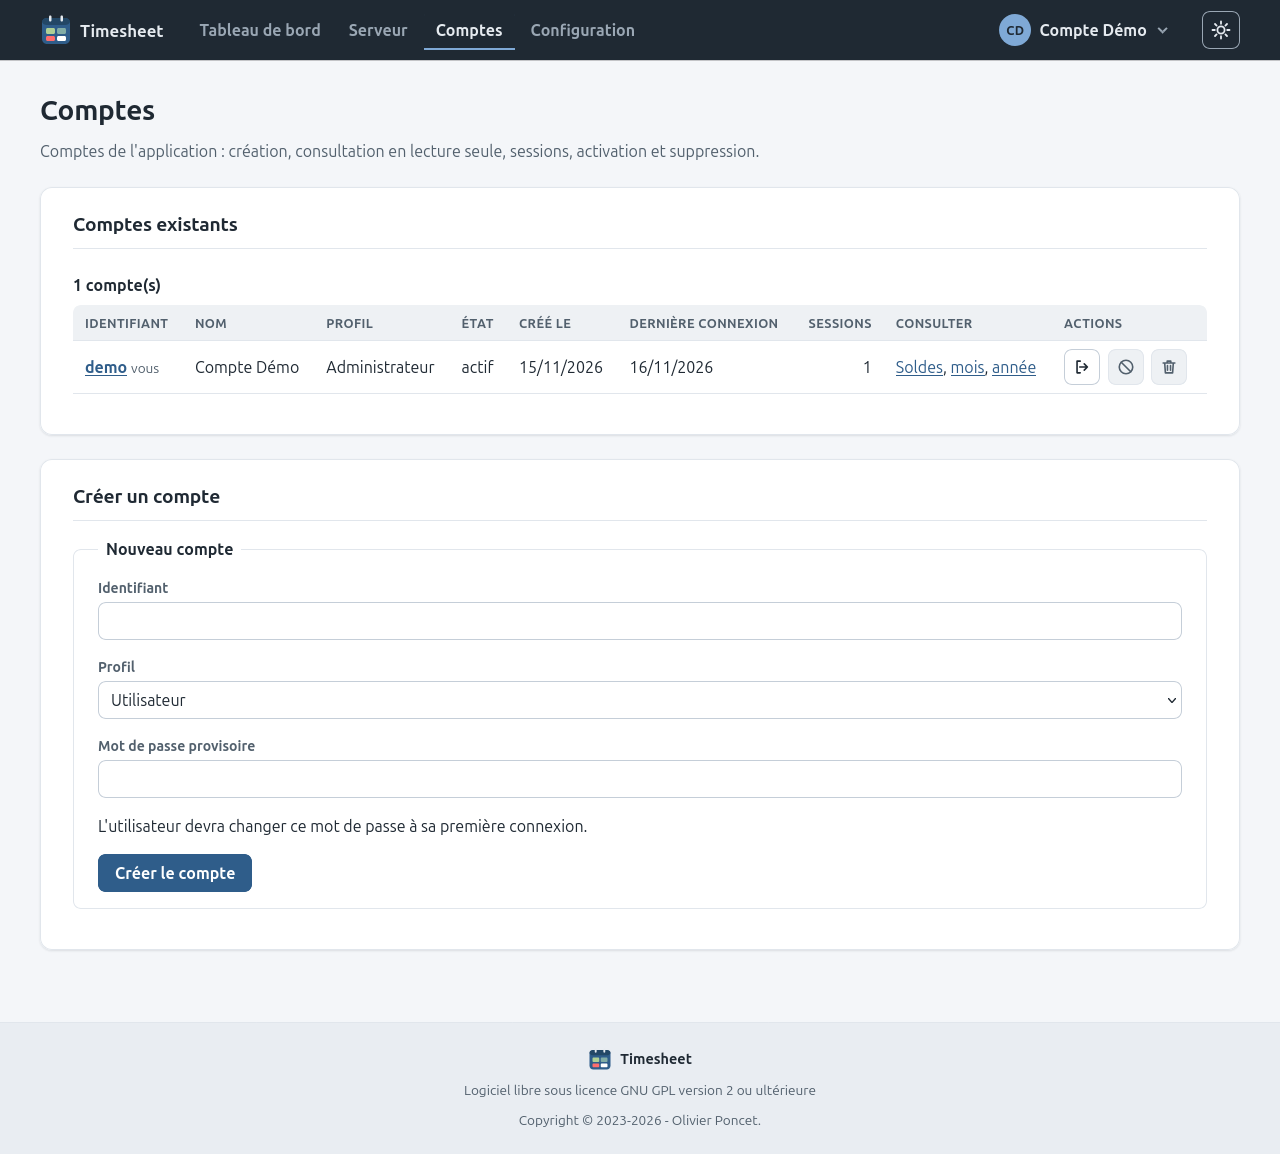 Timesheet
Tableau de bord
Serveur
Comptes
Configuration
CD
Compte Démo
Comptes
Comptes de l'application : création, consultation en lecture seule, sessions, activation et suppression.
Comptes existants
1 compte(s)
IDENTIFIANT NOM PROFIL ÉTAT CRÉÉ LE DERNIÈRE CONNEXION SESSIONS CONSULTER ACTIONS
demo vous Compte Démo Administrateur actif 15/11/2026 16/11/2026 1 Soldes, mois, année
Créer un compte
Nouveau compte
Identifiant
Profil
Utilisateur
Mot de passe provisoire
L'utilisateur devra changer ce mot de passe à sa première connexion.
Créer le compte
Timesheet
Logiciel libre sous licence GNU GPL version 2 ou ultérieure
Copyright © 2023-2026 - Olivier Poncet.